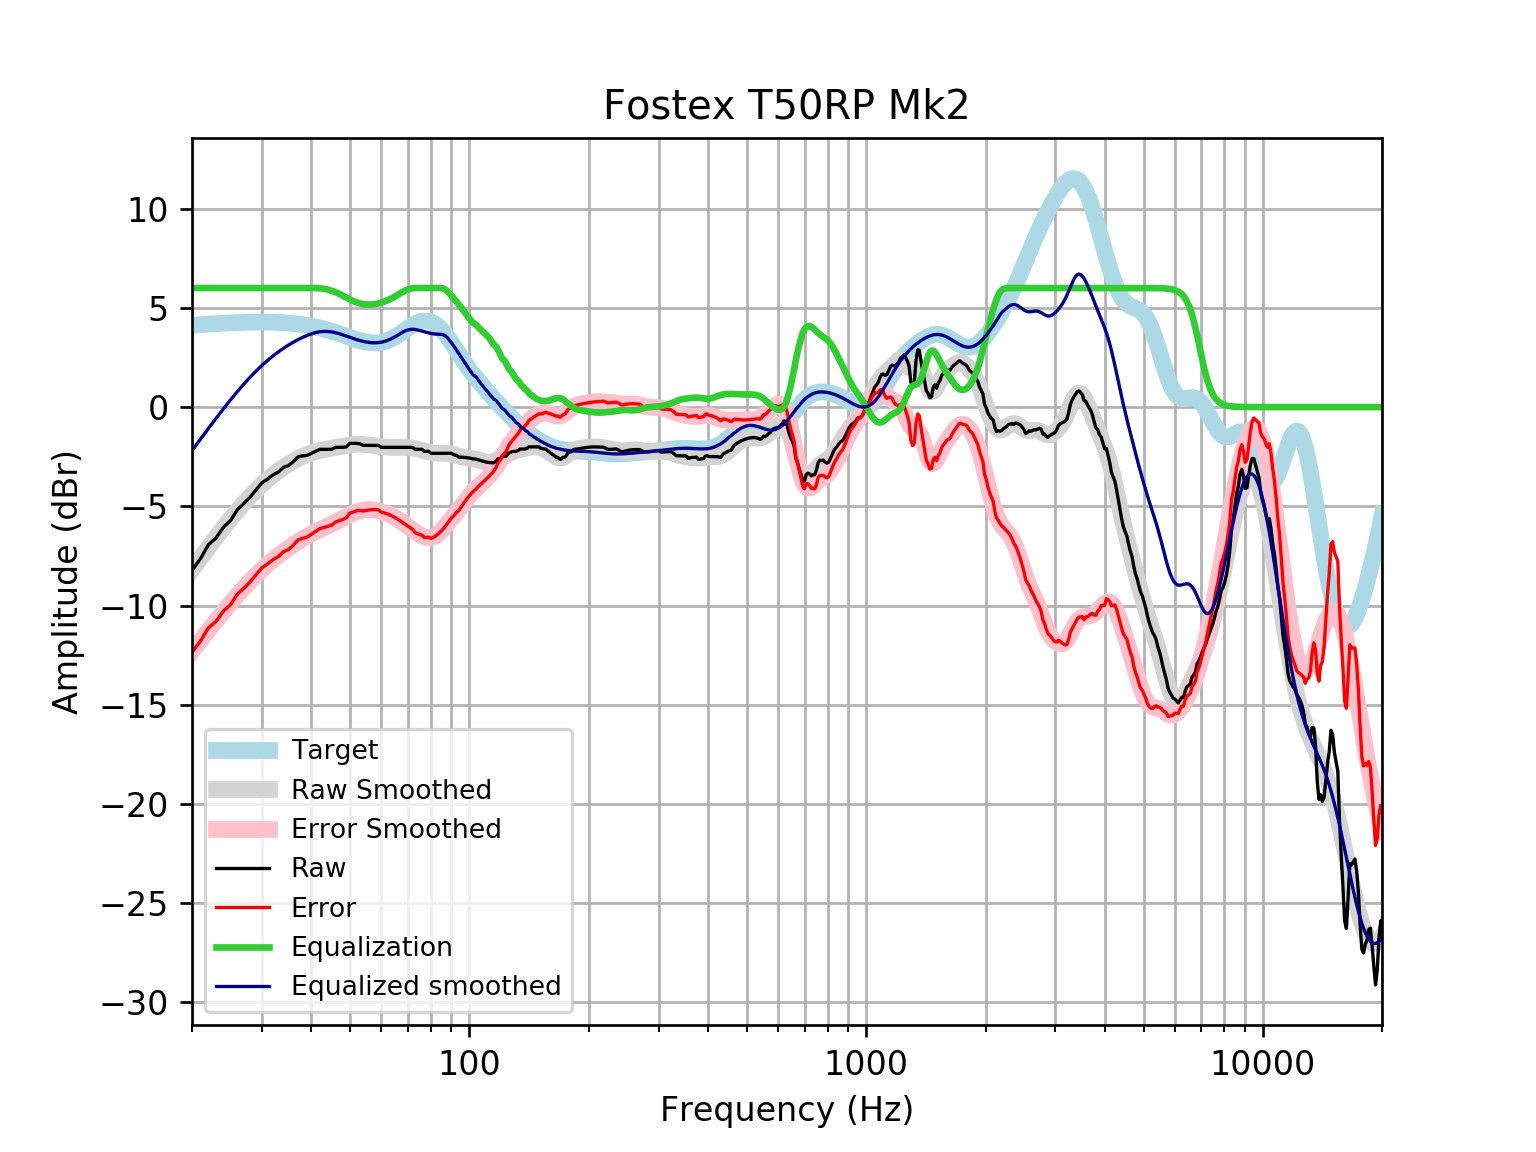 Fostex T50RP Mk2
Amplitude (dBr)
10
5
0
−5
−10
−15
−20
−25
−30
Target
Raw Smoothed
Error Smoothed
Raw
Error
Equalization
Equalized smoothed
100 1000 10000
Frequency (Hz)